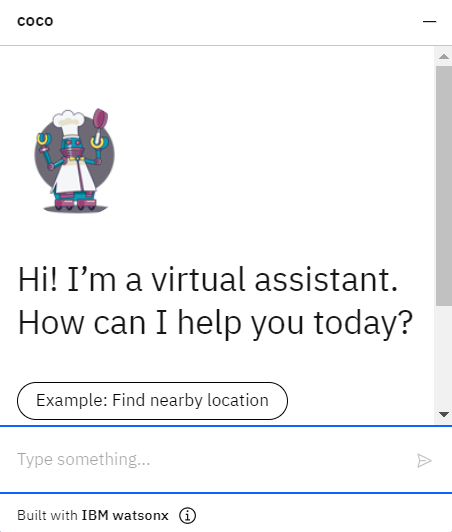 coco
Hi! I’m a virtual assistant.
How can I help you today?
Example: Find nearby location
Type something...
Built with IBM watsonx